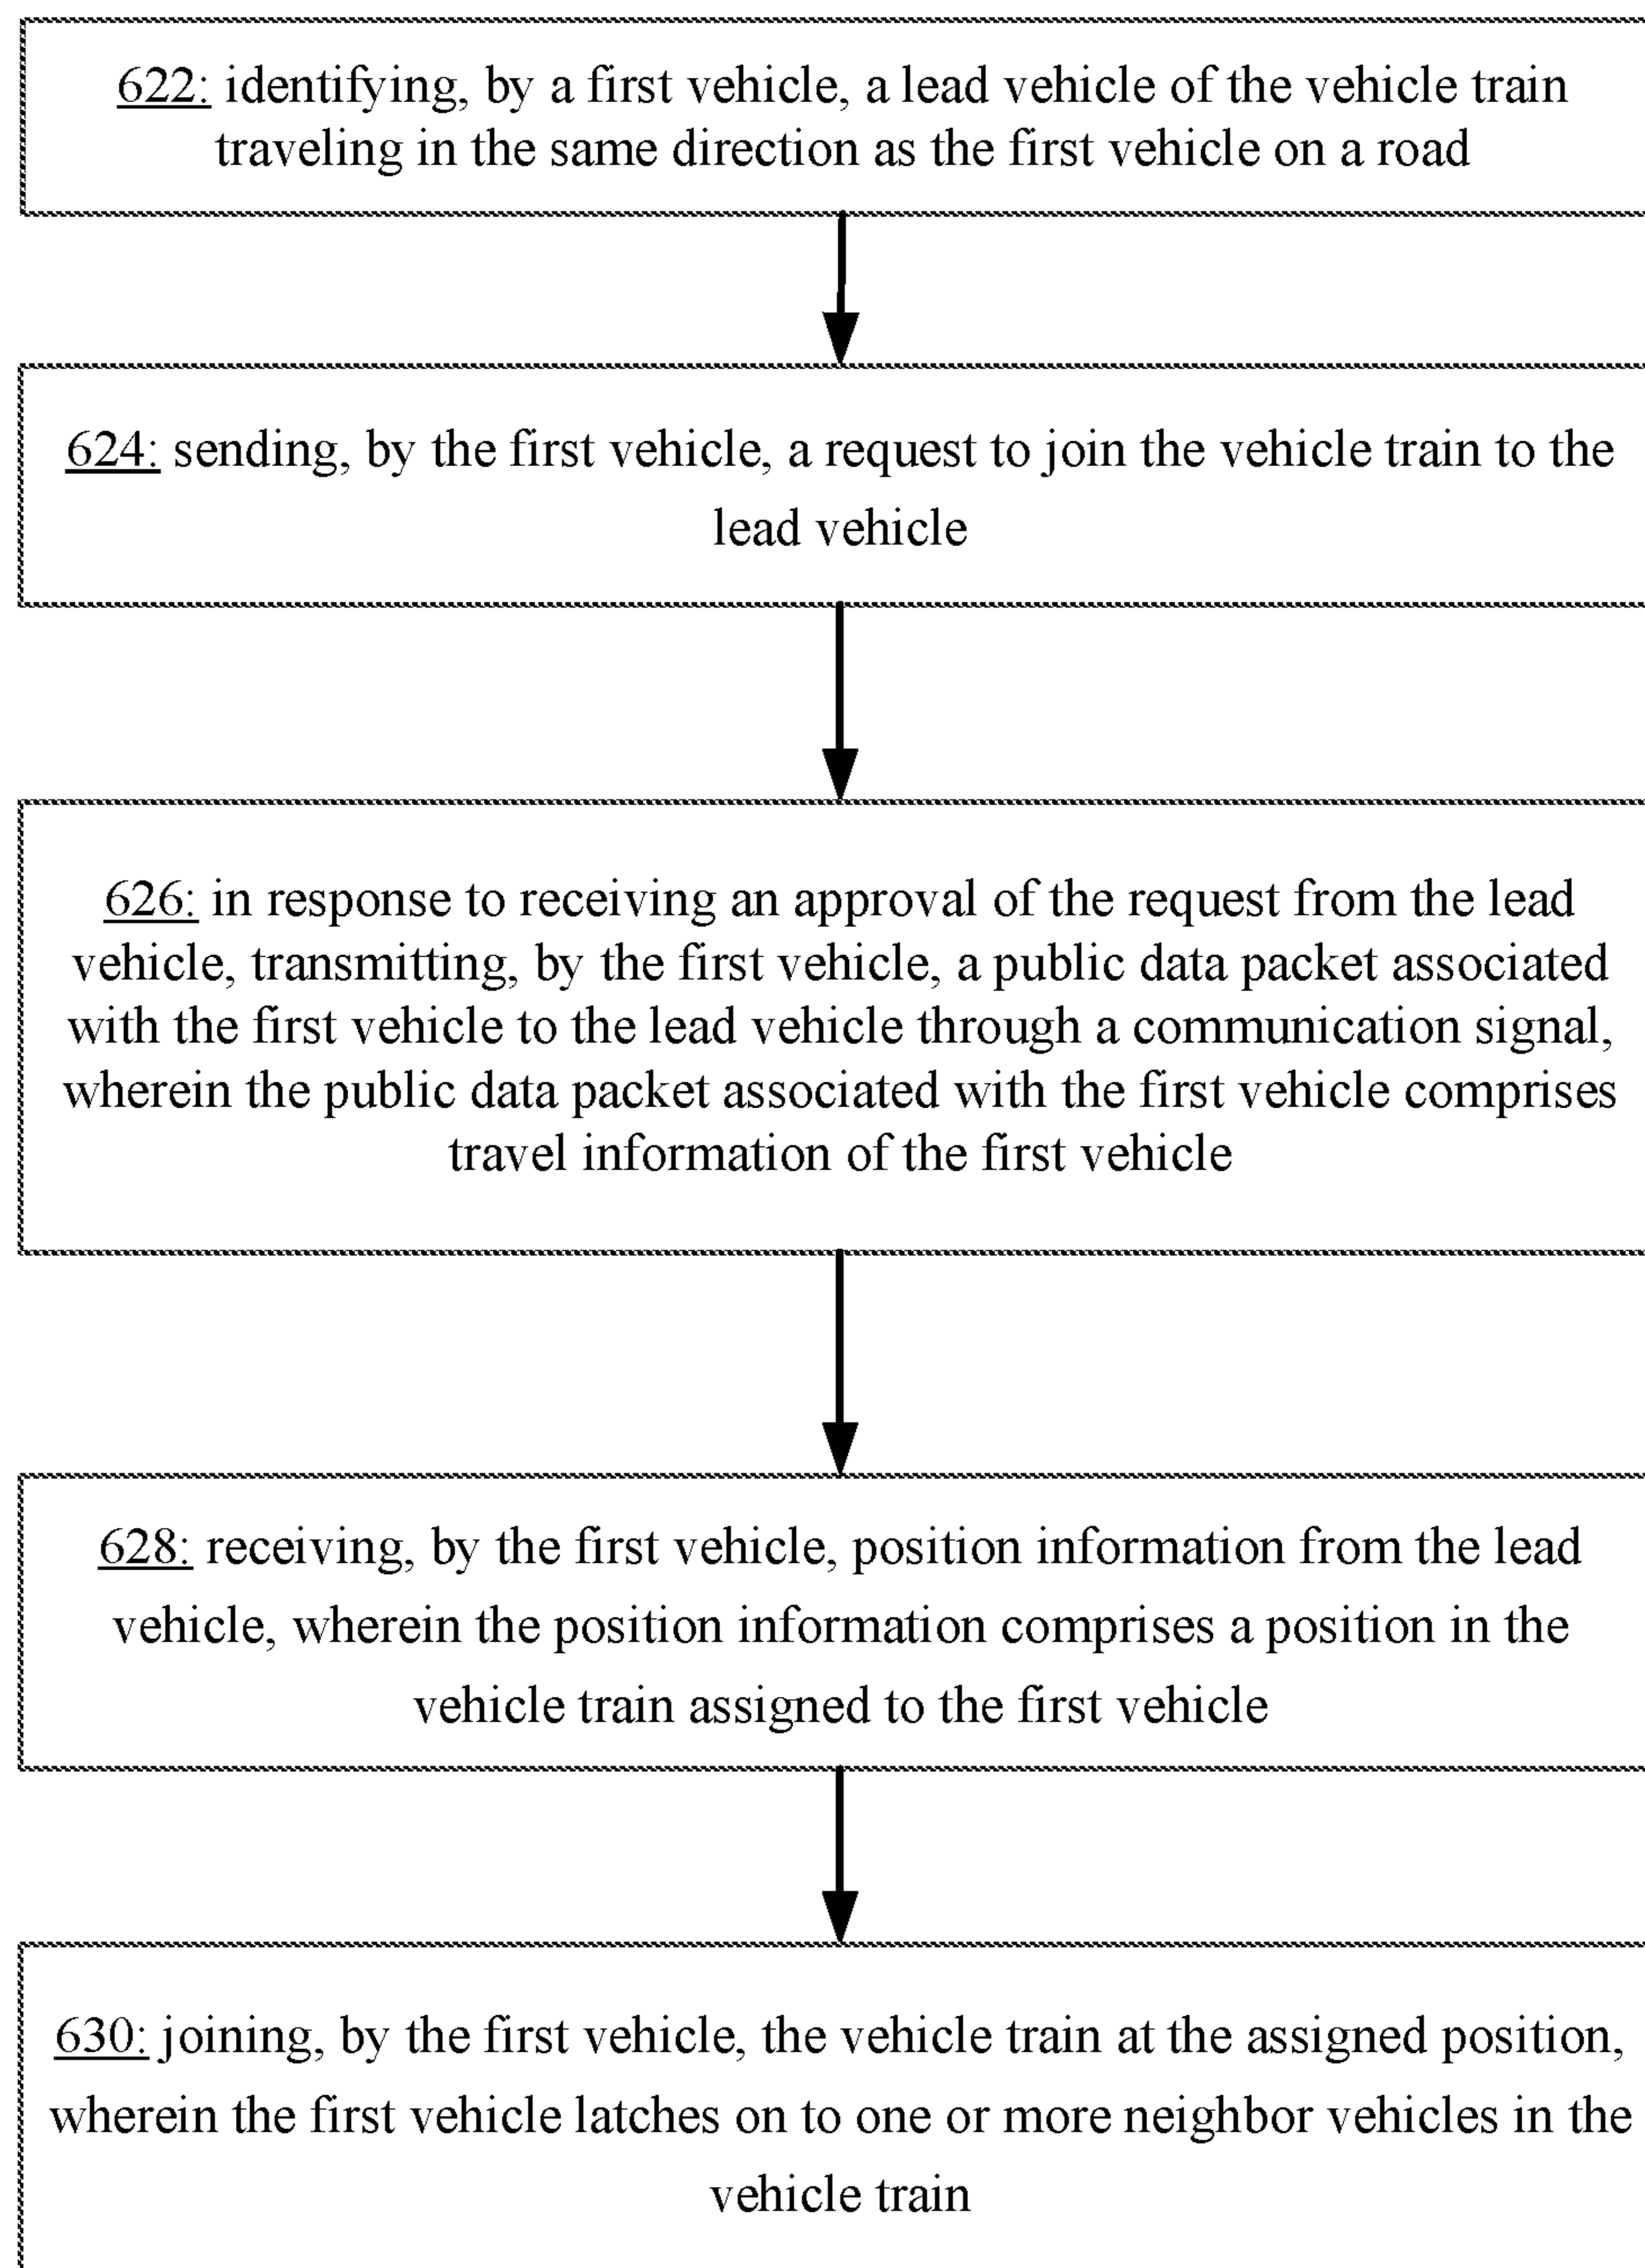 622: identifying, by a first vehicle, a lead vehicle of the vehicle train
traveling in the same direction as the first vehicle on a road
624: sending, by the first vehicle, a request to join the vehicle train to the
lead vehicle
626: in response to receiving an approval of the request from the lead
vehicle, transmitting, by the first vehicle, a public data packet associated
with the first vehicle to the lead vehicle through a communication signal,
wherein the public data packet associated with the first vehicle comprises
travel information of the first vehicle
628: receiving, by the first vehicle, position information from the lead
vehicle, wherein the position information comprises a position in the
vehicle train assigned to the first vehicle
630: joining, by the first vehicle, the vehicle train at the assigned position,
wherein the first vehicle latches on to one or more neighbor vehicles in the
vehicle train